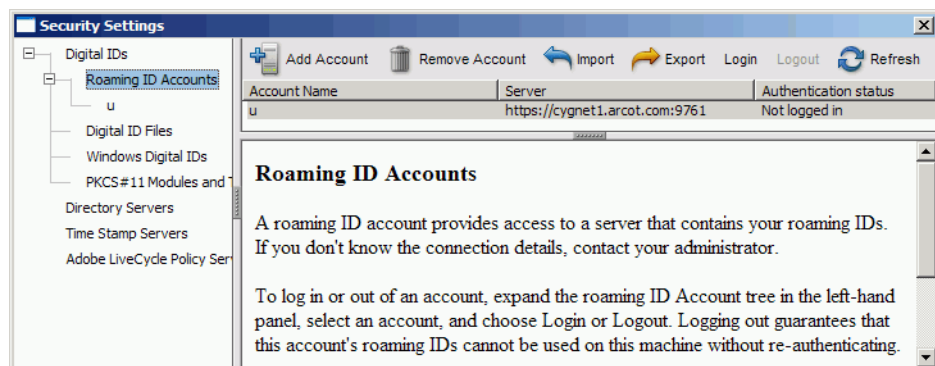 Security Settings
Digital IDs
Roaming ID Accounts
u
Digital ID Files
Windows Digital IDs
PKCS#11 Modules and
Directory Servers
Time Stamp Servers
Adobe LiveCycle Policy
Add Account Remove Account Import Export Login Logout Refresh
Account Name Server Authentication status
u https://cygnet1.arcot.com:9761 Not logged in
Roaming ID Accounts
A roaming ID account provides access to a server that contains your roaming IDs.
If you don't know the connection details, contact your administrator.
To log in or out of an account, expand the roaming ID Account tree in the left-hand
panel, select an account, and choose Login or Logout. Logging out guarantees that
this account's roaming IDs cannot be used on this machine without re-authenticating.